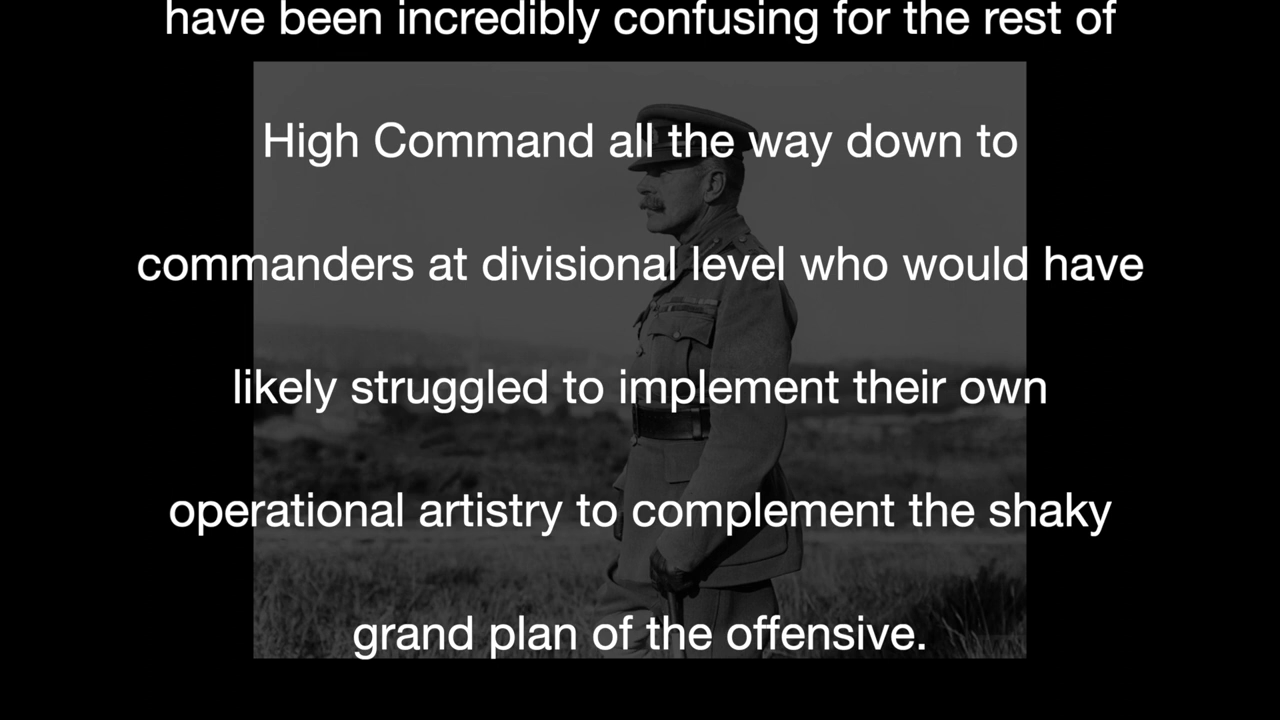 have been incredibly confusing for the rest of
High Command all the way down to
commanders at divisional level who would have
likely struggled to implement their own
operational artistry to complement the shaky
grand plan of the offensive.